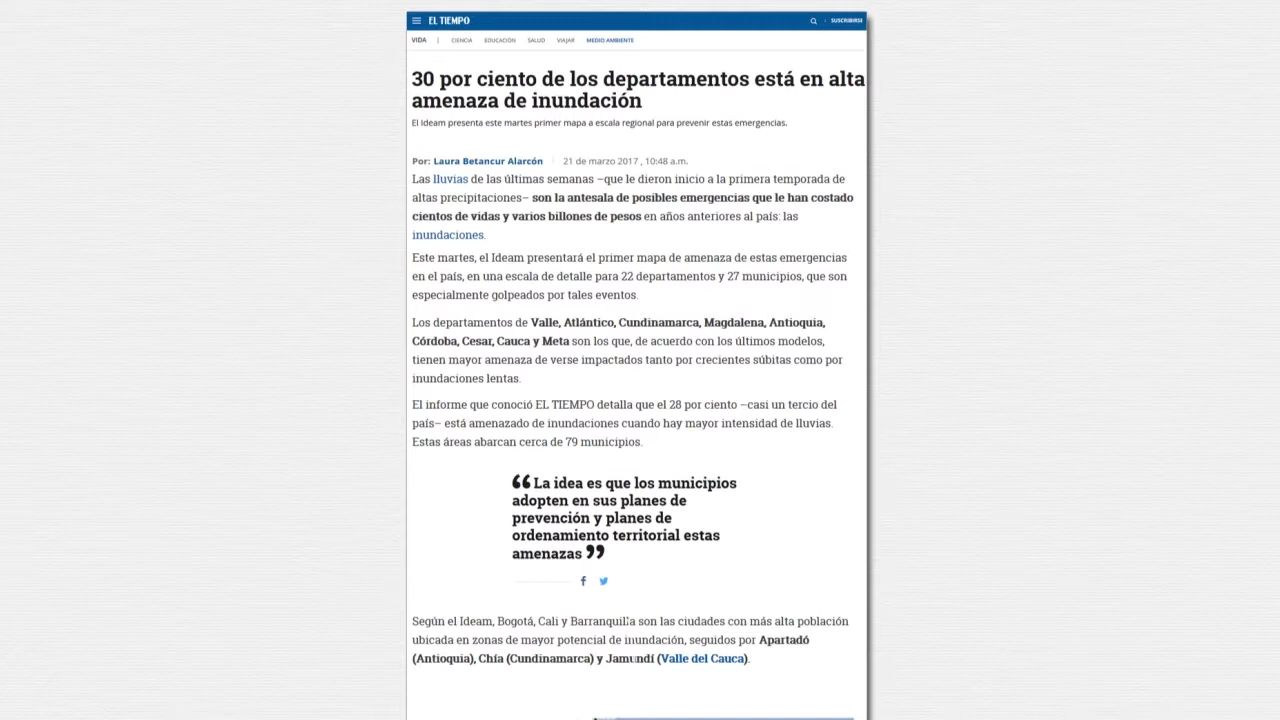 EL TIEMPO
SUSCRIBIRSE
VIDA | CIENCIA EDUCACIÓN SALUD VIAJAR MEDIO AMBIENTE
30 por ciento de los departamentos está en alta
amenaza de inundación
El Ideam presenta este martes primer mapa a escala regional para prevenir estas emergencias.
Por: Laura Betancur Alarcón | 21 de marzo 2017 , 10:48 a.m.
Las lluvias de las últimas semanas –que le dieron inicio a la primera temporada de
altas precipitaciones– son la antesala de posibles emergencias que le han costado
cientos de vidas y varios billones de pesos en años anteriores al país: las
inundaciones.
Este martes, el Ideam presentará el primer mapa de amenaza de estas emergencias
en el país, en una escala de detalle para 22 departamentos y 27 municipios, que son
especialmente golpeados por tales eventos.
Los departamentos de Valle, Atlántico, Cundinamarca, Magdalena, Antioquia,
Córdoba, Cesar, Cauca y Meta son los que, de acuerdo con los últimos modelos,
tienen mayor amenaza de verse impactados tanto por crecientes súbitas como por
inundaciones lentas.
El informe que conoció EL TIEMPO detalla que el 28 por ciento –casi un tercio del
país– está amenazado de inundaciones cuando hay mayor intensidad de lluvias.
Estas áreas abarcan cerca de 79 municipios.
“La idea es que los municipios
adopten en sus planes de
prevención y planes de
ordenamiento territorial estas
amenazas”
Según el Ideam, Bogotá, Cali y Barranquilla son las ciudades con más alta población
ubicada en zonas de mayor potencial de inundación, seguidos por Apartadó
(Antioquia), Chía (Cundinamarca) y Jamundí (Valle del Cauca).